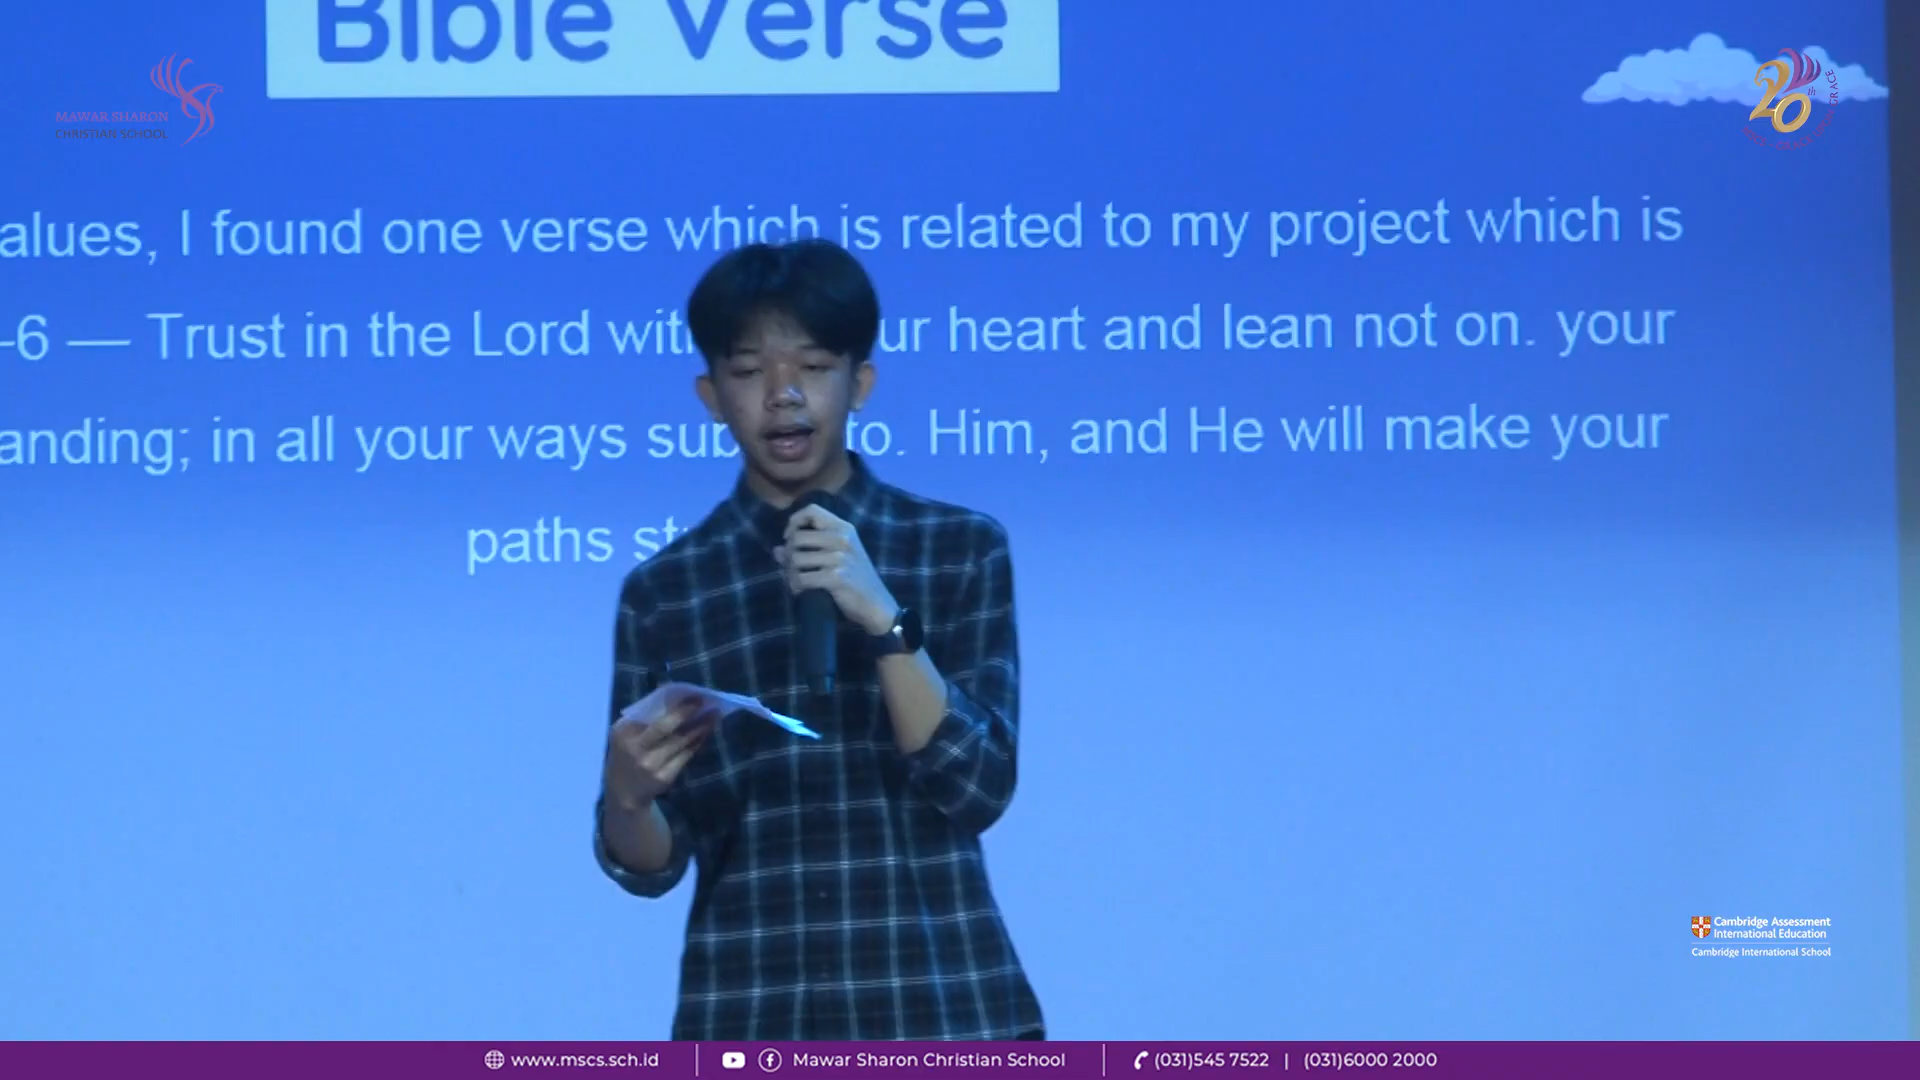 Bible Verse
MAWAR SHARON
CHRISTIAN SCHOOL
20th
alues, I found one verse which is related to my project which is
-6 — Trust in the Lord with ur heart and lean not on. your
anding; in all your ways sub to. Him, and He will make your
paths st
Cambridge Assessment
International Education
Cambridge International School
www.mscs.sch.id
Mawar Sharon Christian School
(031)545 7522 | (031)6000 2000